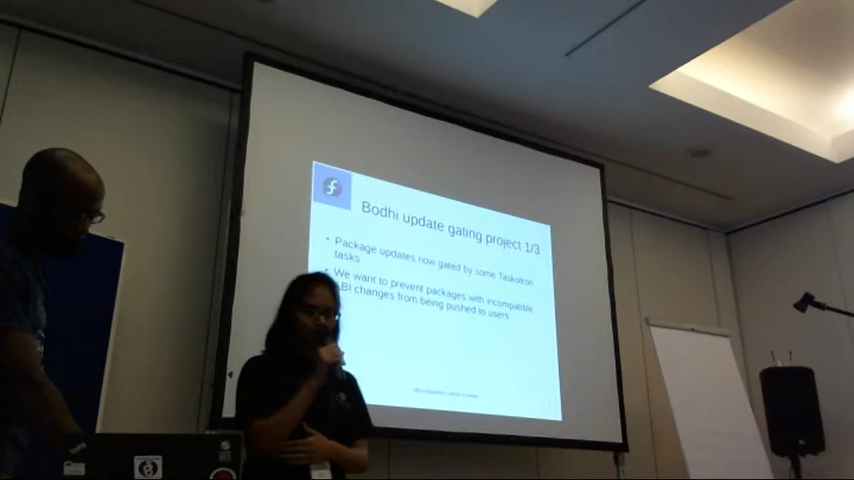 Bodhi update gating project 1/3
• Package updates now gated by some Taskotron
tasks
• We want to prevent packages with incompatible
BI changes from being pushed to users